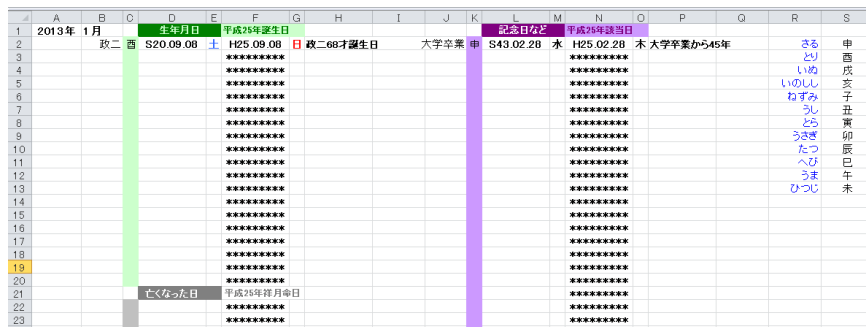 A B C D E F G H I J K L M N O P Q R S
1 2013年 1月 生年月日 平成25年誕生日 記念日など 平成25年該当日
2 政二 酉 S20.09.08 土 H25.09.08 日 政二68才誕生日 大学卒業 申 S43.02.28 水 H25.02.28 木 大学卒業から45年 さる 申
3 ********* ********* とり 酉
4 ********* ********* いぬ 戌
5 ********* ********* いのしし 亥
6 ********* ********* ねずみ 子
7 ********* ********* うし 丑
8 ********* ********* とら 寅
9 ********* ********* うさぎ 卯
10 ********* ********* たつ 辰
11 ********* ********* へび 巳
12 ********* ********* うま 午
13 ********* ********* ひつじ 未
14 ********* *********
15 ********* *********
16 ********* *********
17 ********* *********
18 ********* *********
19 ********* *********
20 ********* *********
21 亡くなった日 平成25年祥月命日 *********
22 ********* *********
23 ********* *********